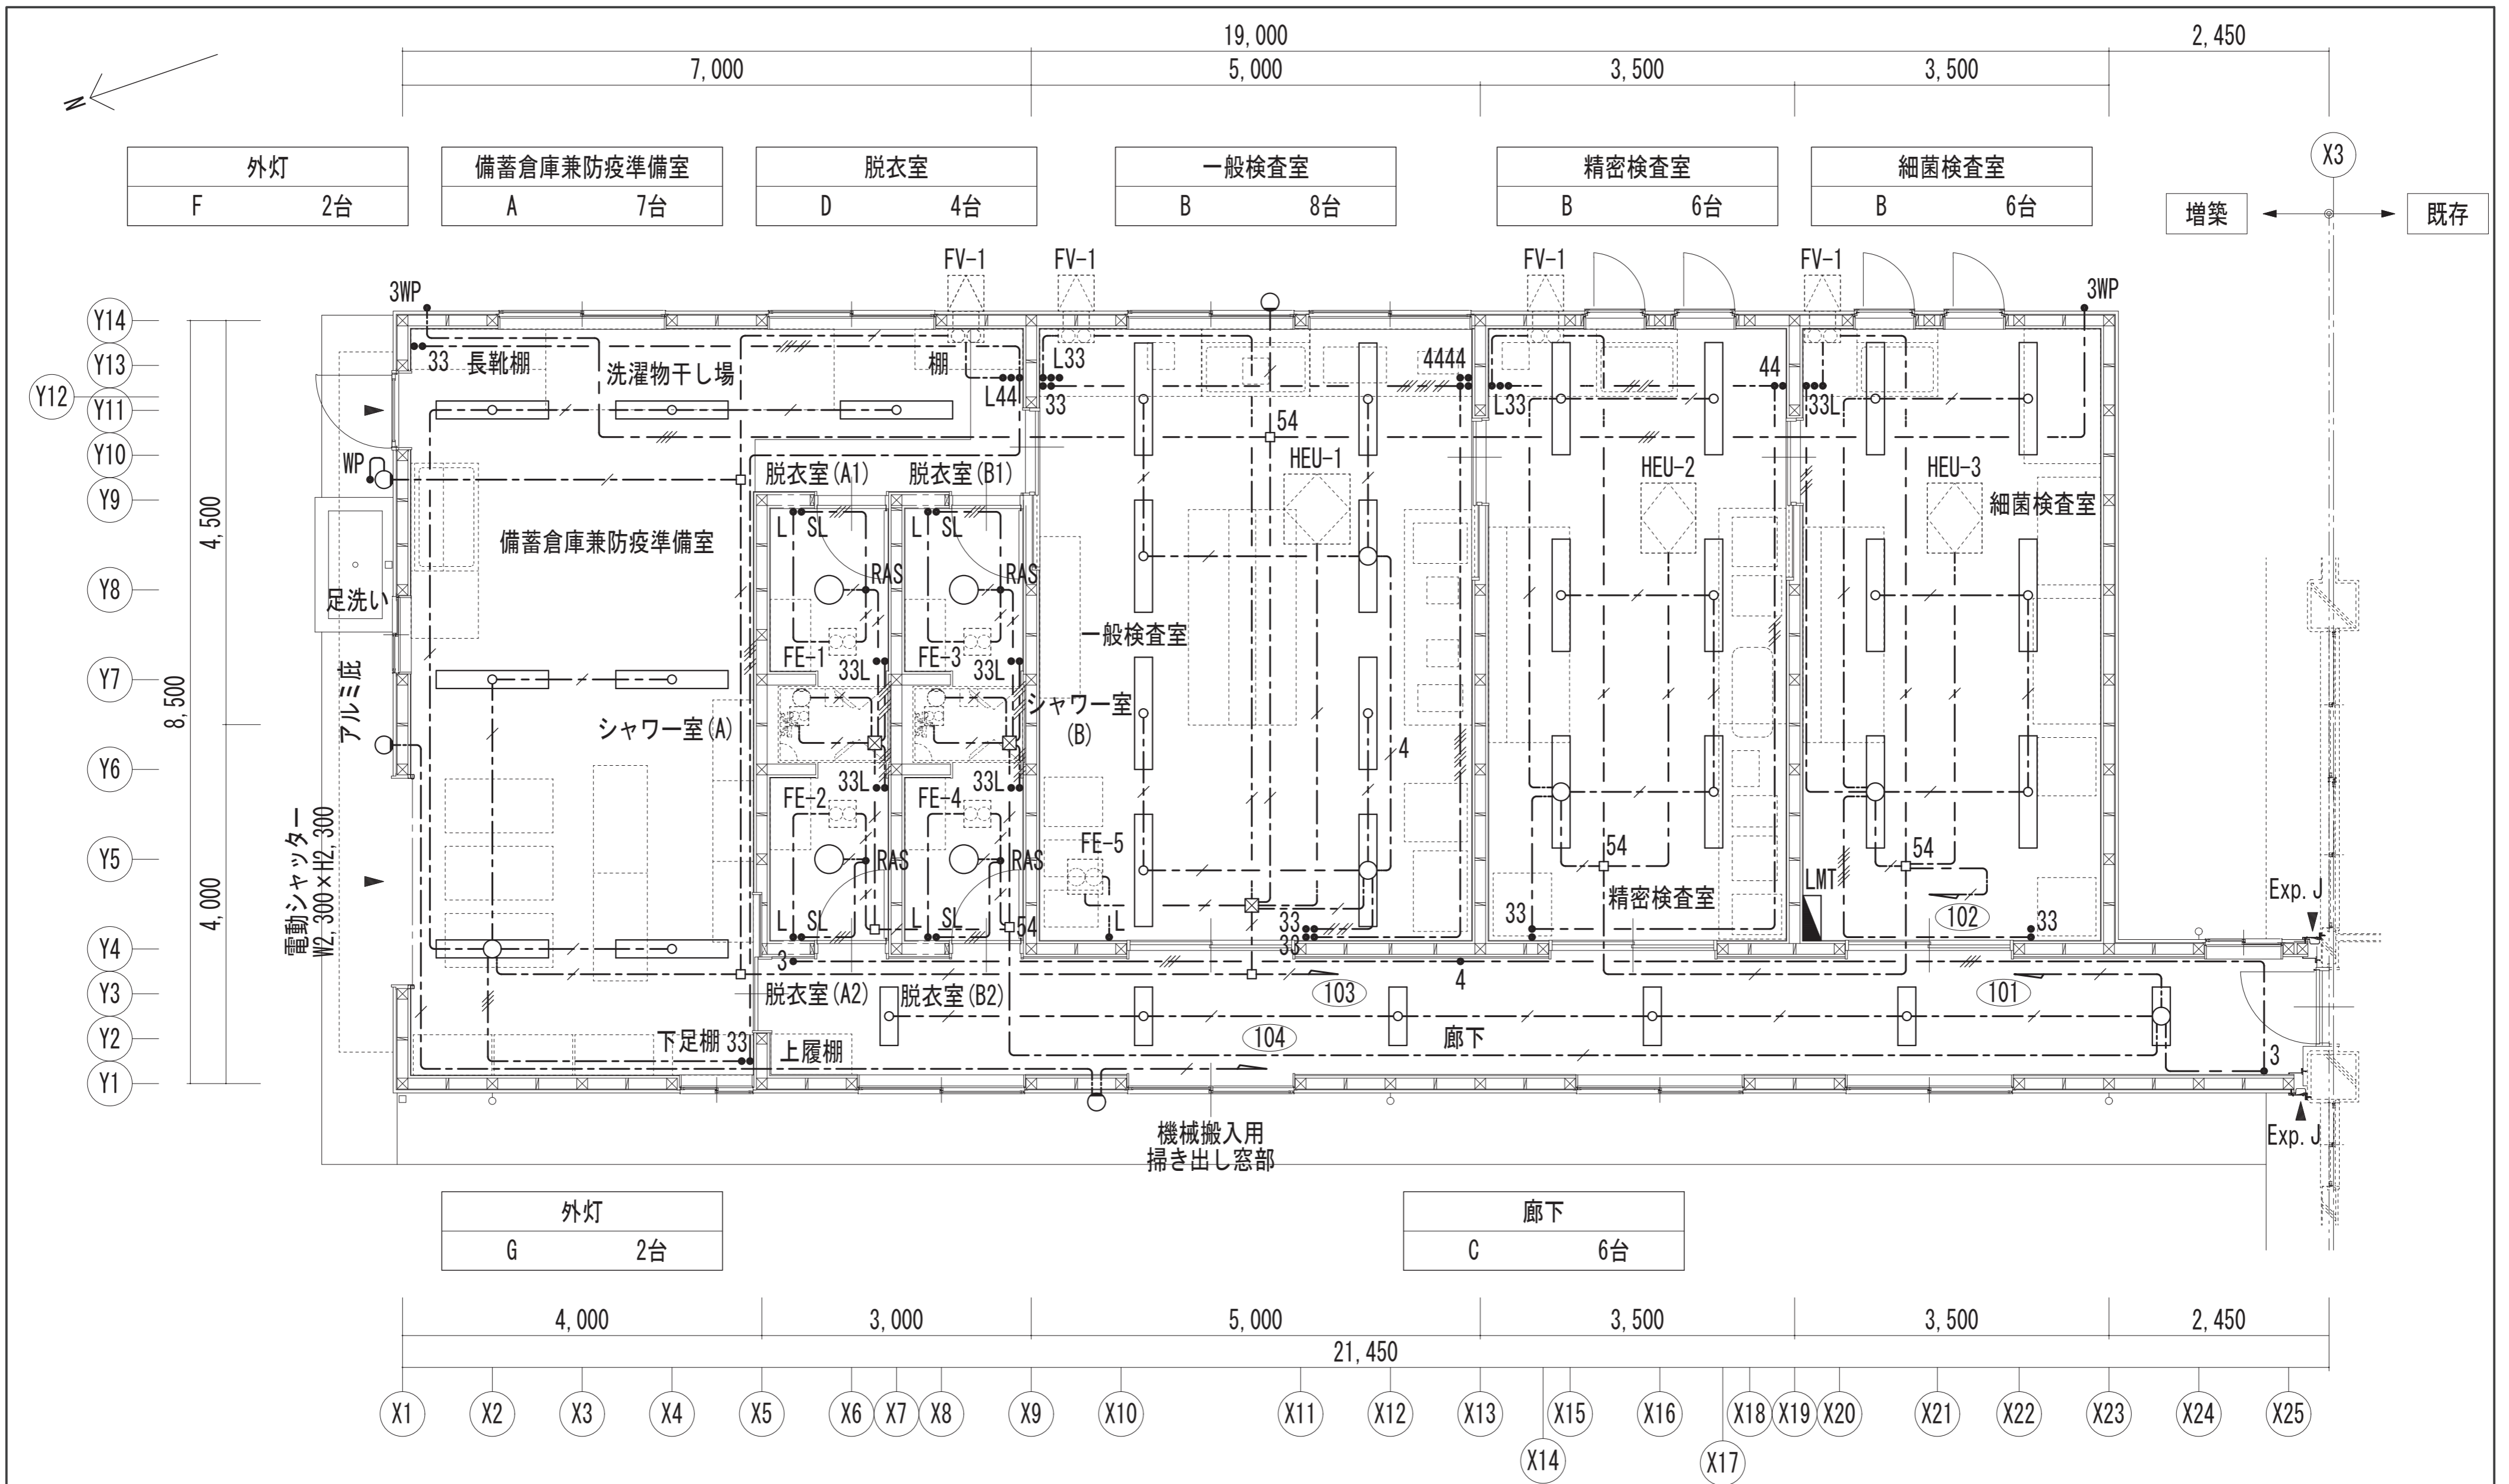 19,000
2,450
7,000
5,000
3,500
3,500
N
外灯
F 2台
備蓄倉庫兼防疫準備室
A 7台
脱衣室
D 4台
一般検査室
B 8台
精密検査室
B 6台
細菌検査室
B 6台
X3
増築
既存
FV-1
FV-1
FV-1
FV-1
3WP
3WP
Y14
Y13
Y12
Y11
Y10
Y9
Y8
Y7
Y6
Y5
Y4
Y3
Y2
Y1
4,500
8,500
4,000
33
長靴棚
洗濯物干し場
棚
L44
L33
33
4444
L33
44
33L
54
WP
脱衣室(A1)
脱衣室(B1)
HEU-1
HEU-2
HEU-3
細菌検査室
備蓄倉庫兼防疫準備室
L
SL
L
SL
RAS
RAS
足洗い
FE-1
33L
FE-3
33L
一般検査室
アルミ庇
シャワー室(A)
シャワー室
(B)
4
33L
33L
FE-2
FE-4
電動シャッター
W2,300×H2,300
RAS
RAS
FE-5
54
54
LMT
精密検査室
Exp.J
102
L
SL
L
SL
54
L
33
33
33
33
3
脱衣室(A2)
脱衣室(B2)
103
4
101
下足棚
33
上履棚
104
廊下
3
Exp.J
機械搬入用
掃き出し窓部
外灯
G 2台
廊下
C 6台
4,000
3,000
5,000
3,500
3,500
2,450
21,450
X1
X2
X3
X4
X5
X6
X7
X8
X9
X10
X11
X12
X13
X15
X16
X18
X19
X20
X21
X22
X23
X24
X25
X14
X17